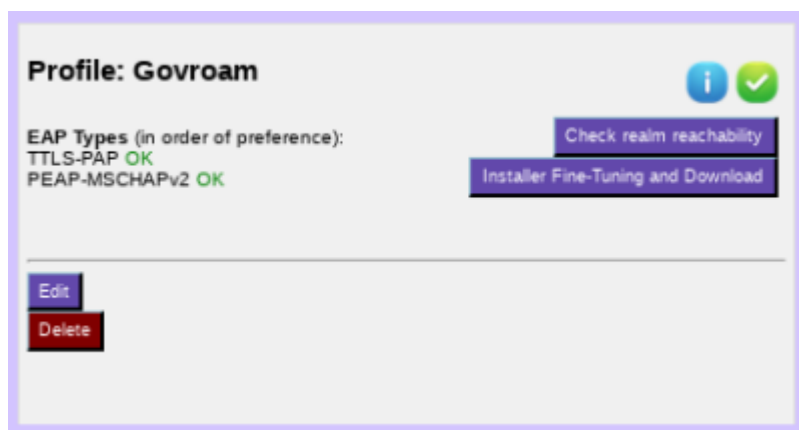 Profile: Govroam
i
EAP Types (in order of preference):
TTLS-PAP OK
PEAP-MSCHAPv2 OK
Check realm reachability
Installer Fine-Tuning and Download
Edit
Delete